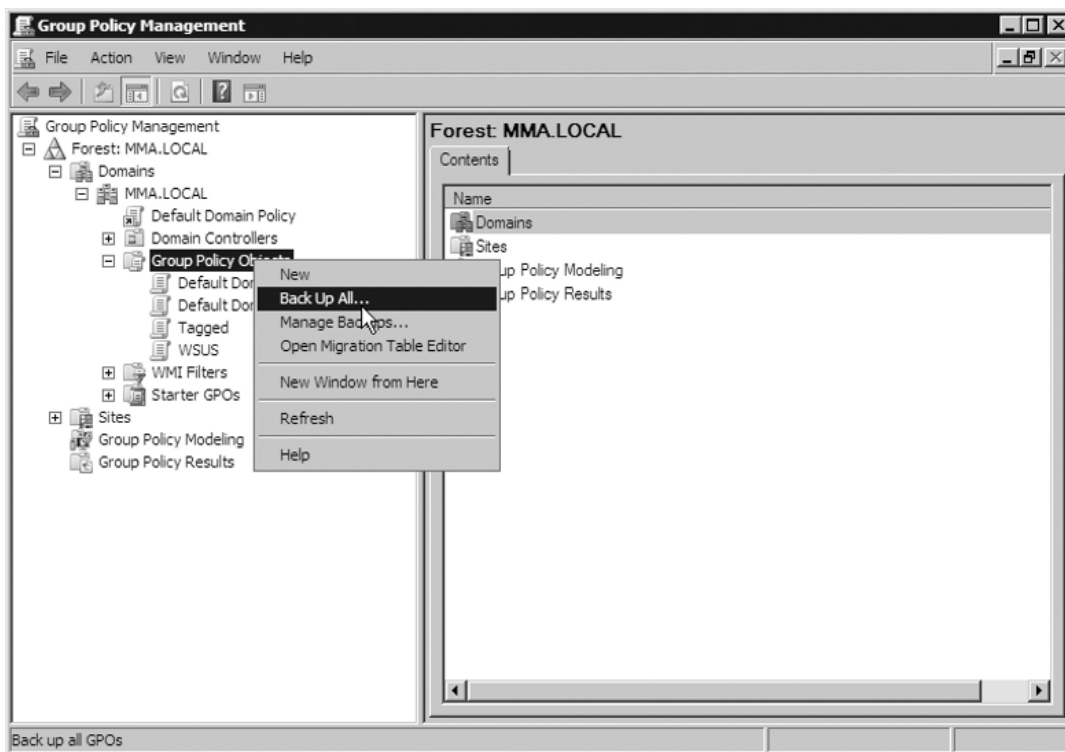 Group Policy Management
File Action View Window Help
Group Policy Management
Forest: MMA.LOCAL
Domains
MMA.LOCAL
Default Domain Policy
Domain Controllers
Group Policy Objects
Default Dor
Default Dor
Tagged
WSUS
WMI Filters
Starter GPOs
Sites
Group Policy Modeling
Group Policy Results
New
Back Up All...
Manage Backups...
Open Migration Table Editor
New Window from Here
Refresh
Help
Forest: MMA.LOCAL
Contents
Name
Domains
Sites
up Policy Modeling
up Policy Results
Back up all GPOs